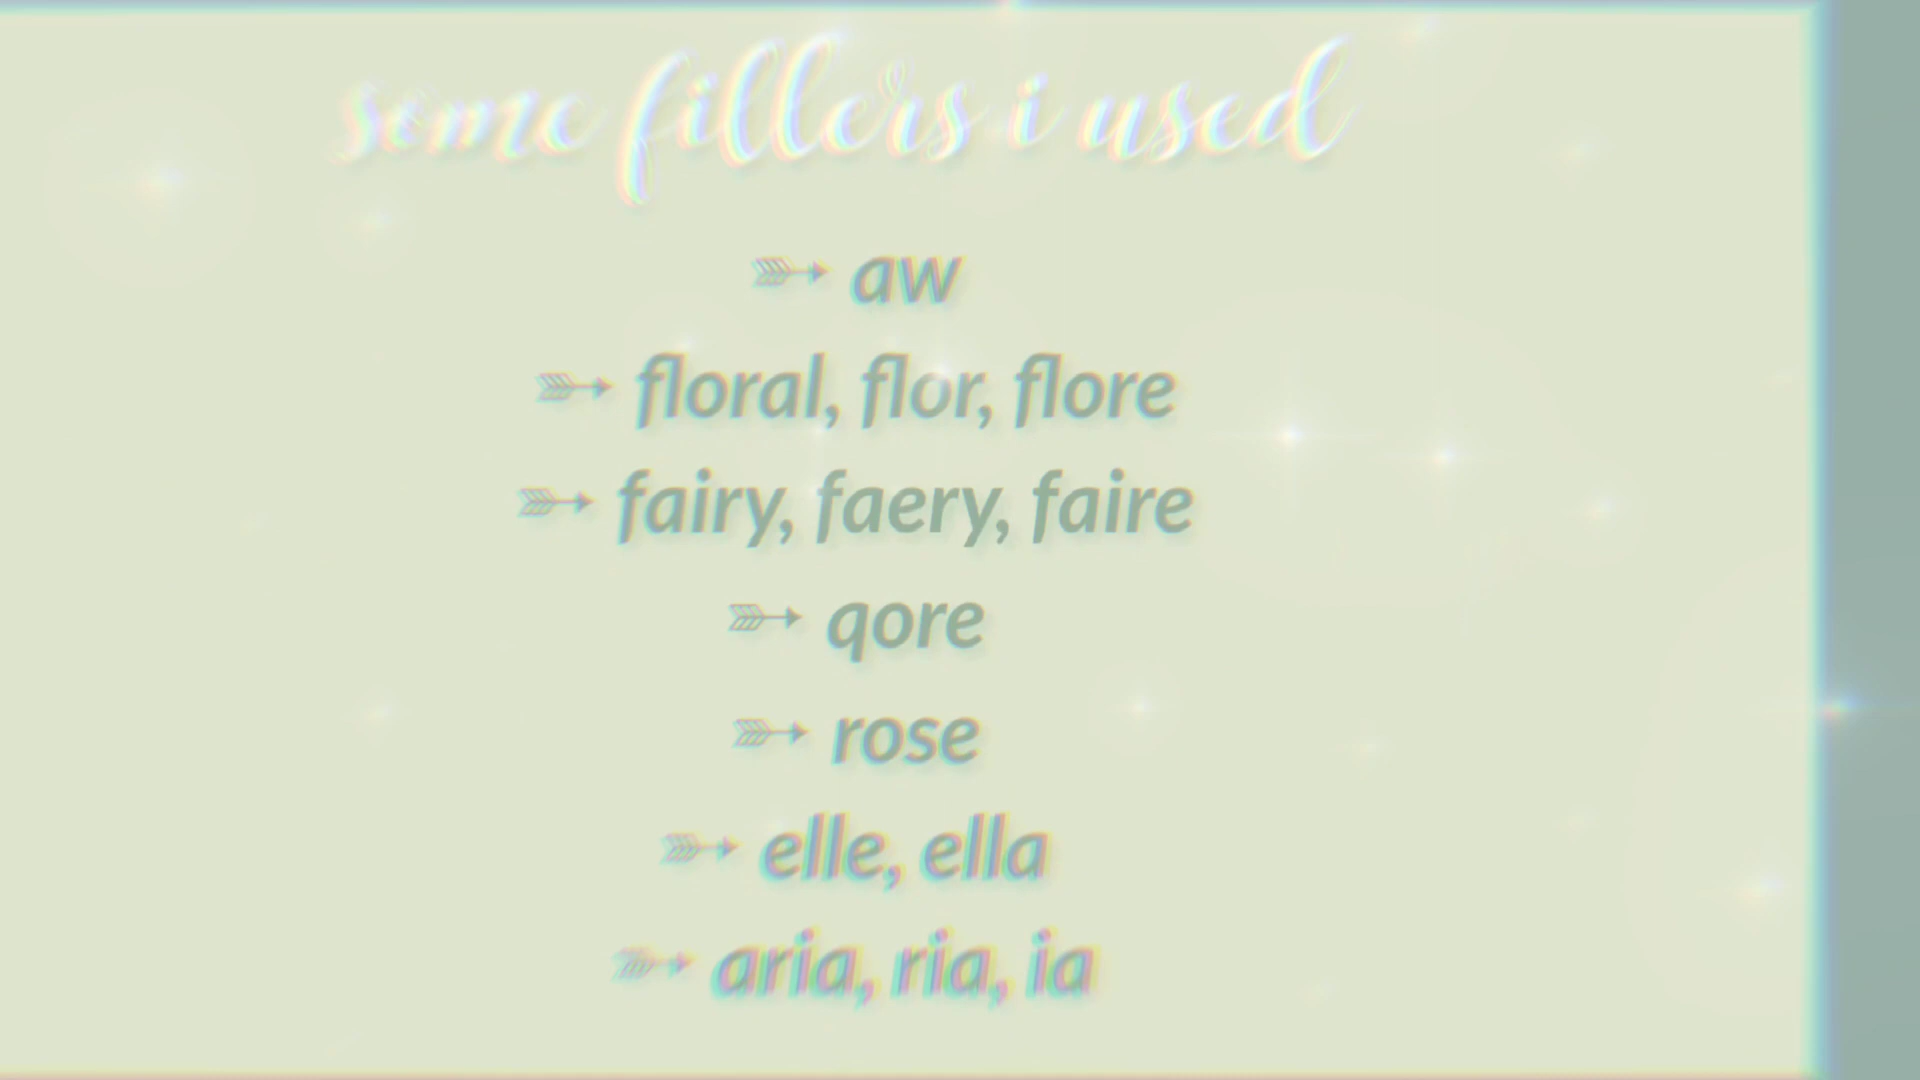 some fillers i used
➳ aw
➳ floral, flor, flore
➳ fairy, faery, faire
➳ qore
➳ rose
➳ elle, ella
➳ aria, ria, ia